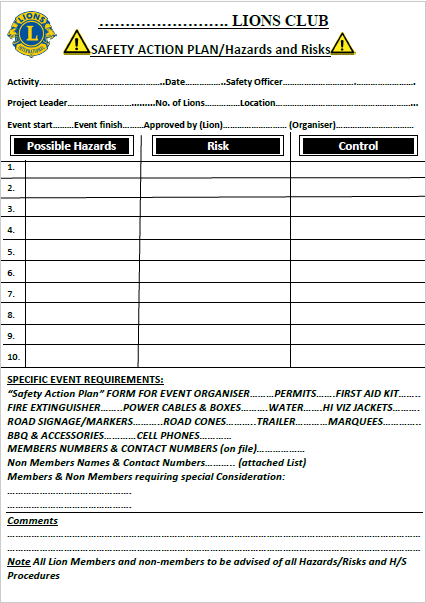 ……………………. LIONS CLUB
LIONS
L
INTERNATIONAL
SAFETY ACTION PLAN/Hazards and Risks
Activity……………………………………..Date…………..Safety Officer……………………………………….
Project Leader…………………..........No. of Lions…………Location……………………………………………...
Event start………Event finish………Approved by (Lion)…………………… (Organiser)………………………
Possible Hazards Risk Control
1.
2.
3.
4.
5.
6.
7.
8.
9.
10.
SPECIFIC EVENT REQUIREMENTS:
“Safety Action Plan” FORM FOR EVENT ORGANISER………PERMITS…….FIRST AID KIT……..
FIRE EXTINGUISHER……..POWER CABLES & BOXES……….WATER…….HI VIZ JACKETS……….
ROAD SIGNAGE/MARKERS………..ROAD CONES………..TRAILER………...MARQUEES…………..
BBQ & ACCESSORIES…………CELL PHONES…………
MEMBERS NUMBERS & CONTACT NUMBERS (on file)………………
Non Members Names & Contact Numbers……….. (attached List)
Members & Non Members requiring special Consideration:
…………………………………….
…………………………………….
Comments
……………………………………………………………………………………………………………………………
……………………………………………………………………………………………………………………………
Note All Lion Members and non-members to be advised of all Hazards/Risks and H/S
Procedures